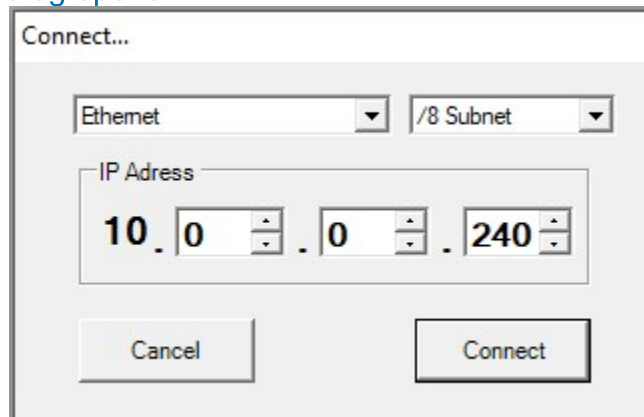 Connect...
Ethernet /8 Subnet
IP Adress
10 . 0 . 0 . 240
Cancel Connect